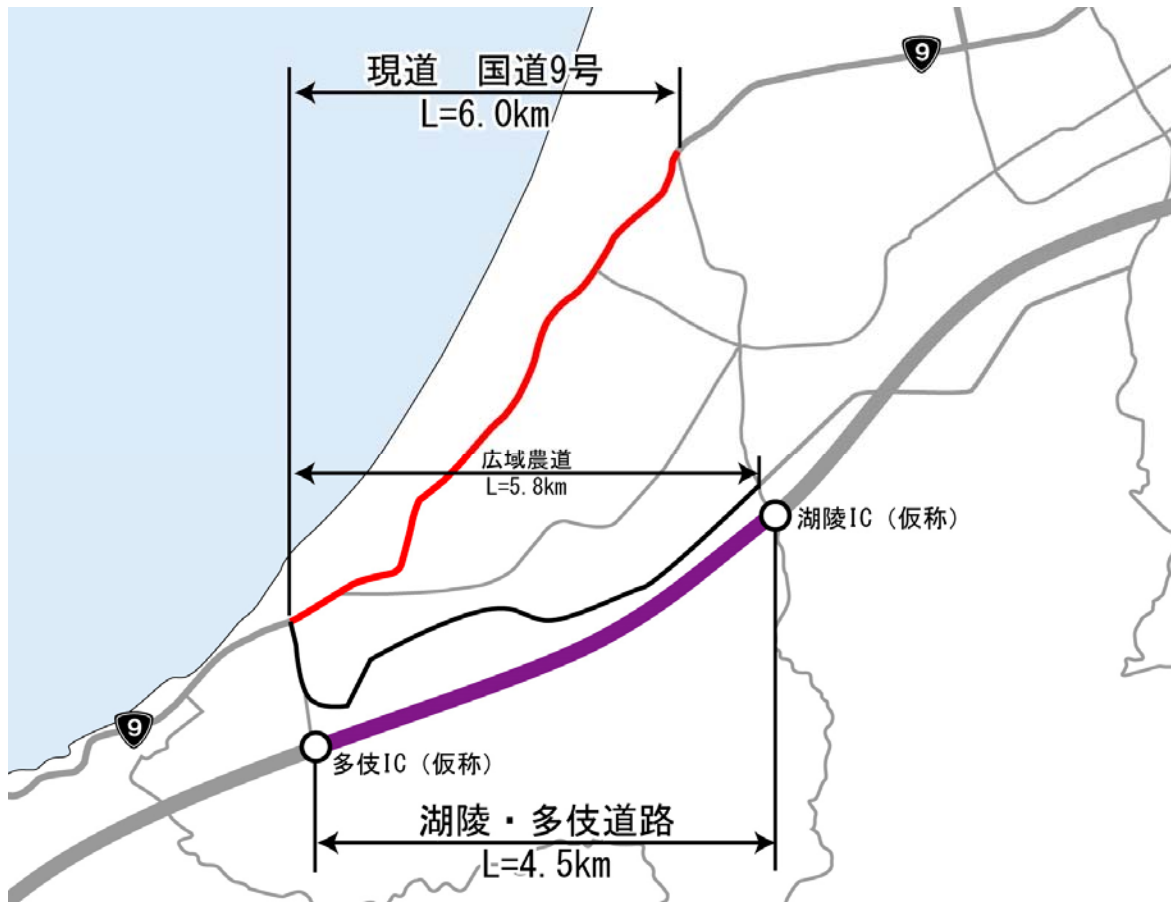 9
現道　国道9号
L=6.0km
広域農道
L=5.8km
湖陵IC（仮称）
9
多伎IC（仮称）
湖陵・多伎道路
L=4.5km